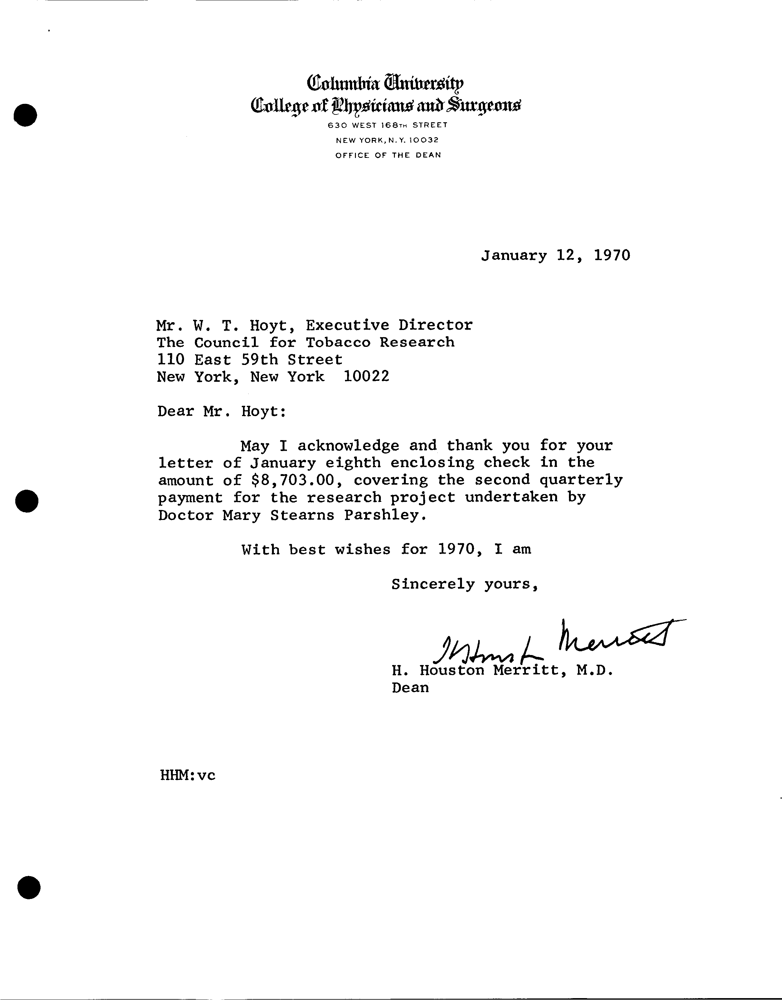 Columbia University
College of Physicians and Surgeons
630 WEST 168TH STREET
NEW YORK, N. Y. 10032
OFFICE OF THE DEAN
January 12, 1970
Mr. W. T. Hoyt, Executive Director
The Council for Tobacco Research
110 East 59th Street
New York, New York 10022
Dear Mr. Hoyt:
May I acknowledge and thank you for your
letter of January eighth enclosing check in the
amount of $8,703.00, covering the second quarterly
payment for the research project undertaken by
Doctor Mary Stearns Parshley.
With best wishes for 1970, I am
Sincerely yours,
H Houston Merritt
H. Houston Merritt, M.D.
Dean
HHM:vc